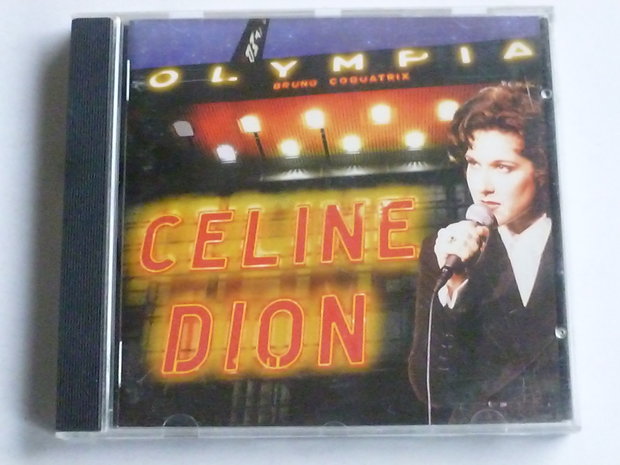 OLYMPIA
BRUNO COQUATRIX
CELINE
DION